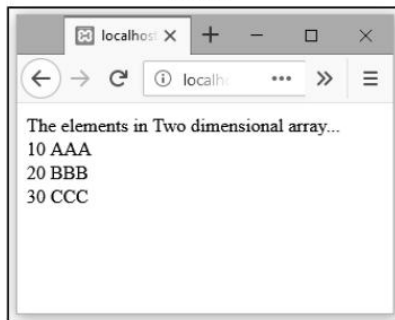 localhost
localh
The elements in Two dimensional array...
10 AAA
20 BBB
30 CCC